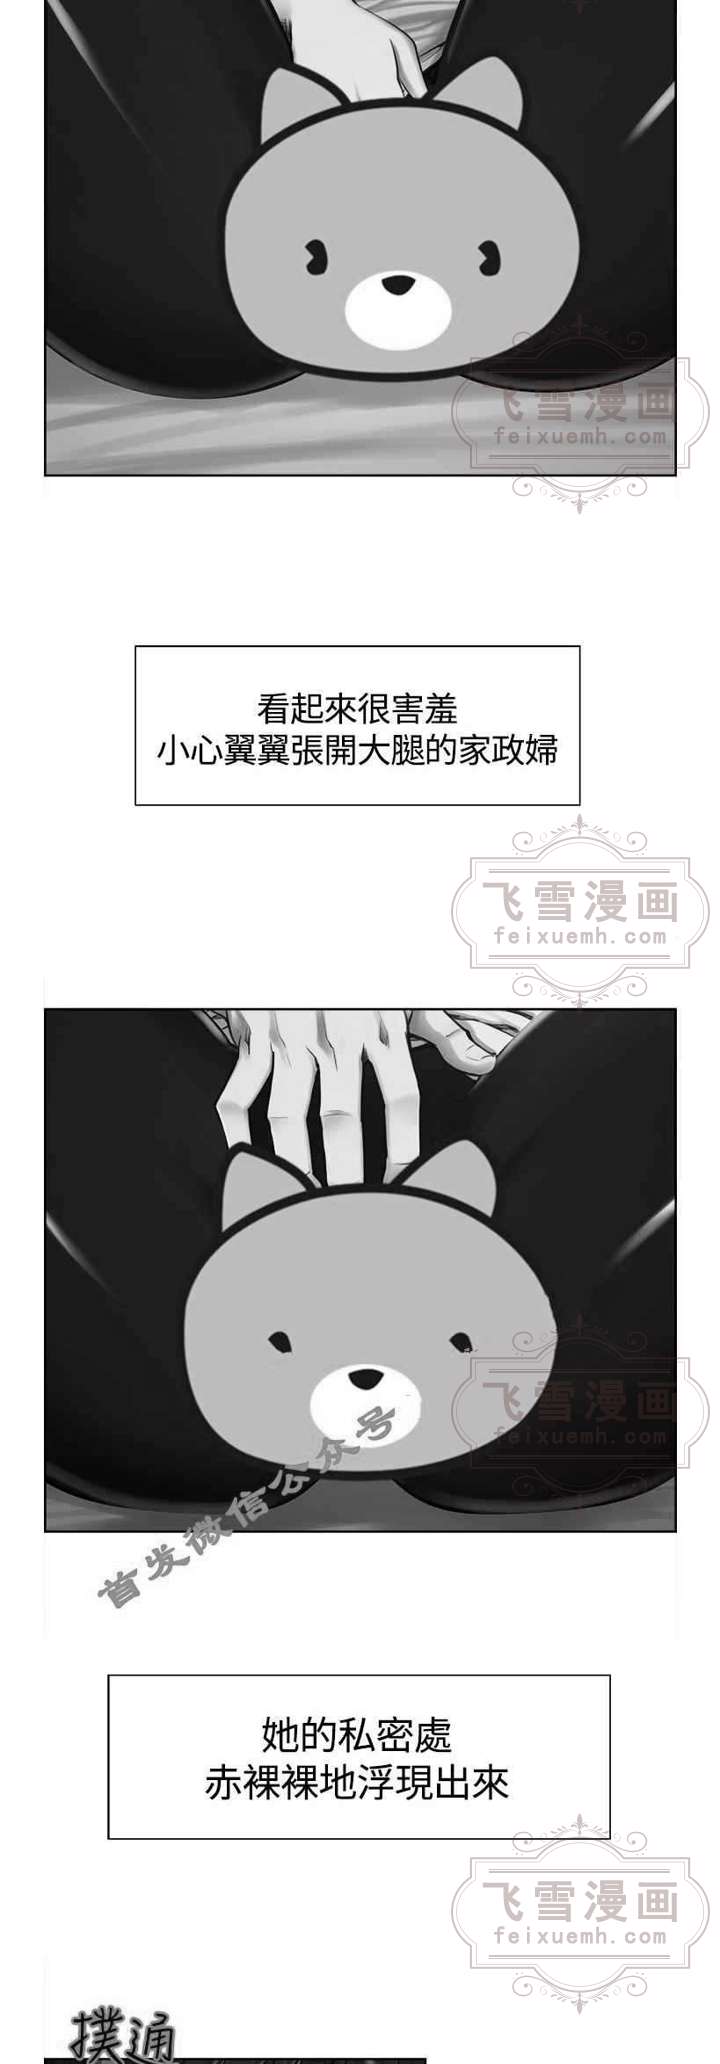 飞雪漫画
feixuemh.com
看起來很害羞
小心翼翼張開大腿的家政婦
飞雪漫画
feixuemh.com
飞雪漫画
feixuemh.com
首发微信公众号
她的私密處
赤裸裸地浮現出來
飞雪漫画
feixuemh.com
撲通